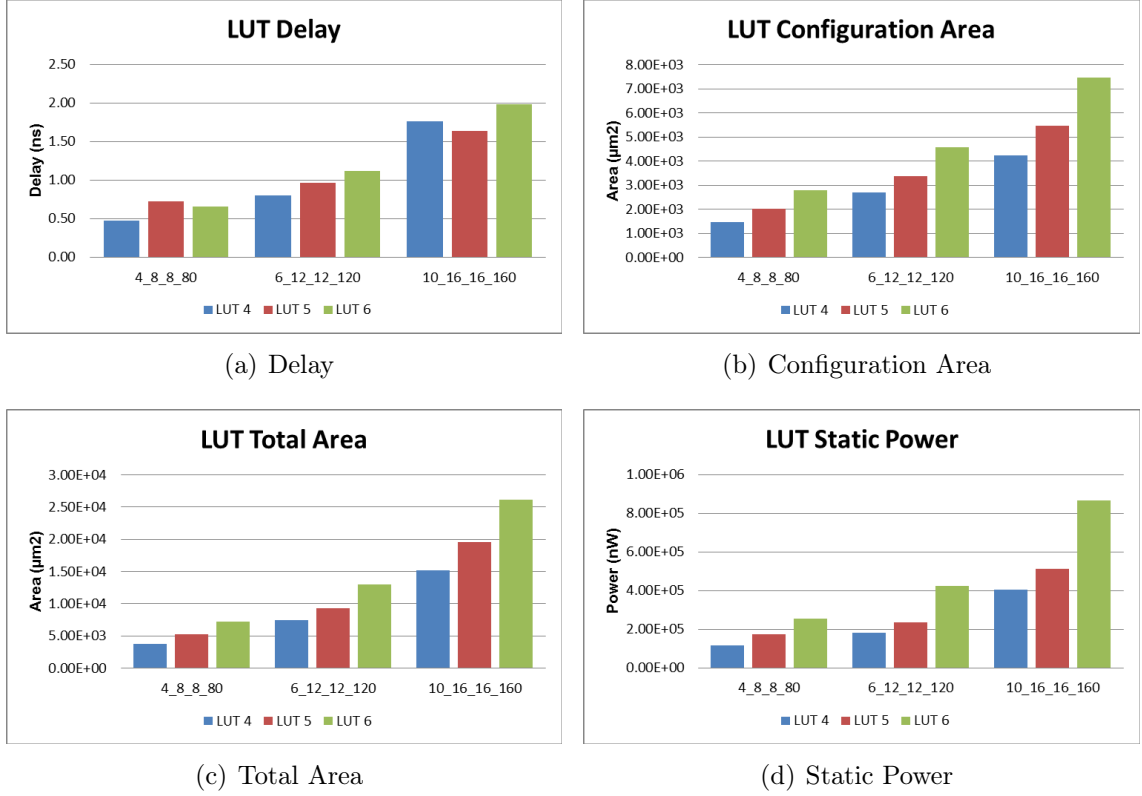 LUT Delay
Delay (ns)
2.50
2.00
1.50
1.00
0.50
0.00
4_8_8_80
6_12_12_120
10_16_16_160
LUT 4
LUT 5
LUT 6
(a) Delay
LUT Configuration Area
Area (µm2)
8.00E+03
7.00E+03
6.00E+03
5.00E+03
4.00E+03
3.00E+03
2.00E+03
1.00E+03
0.00E+00
4_8_8_80
6_12_12_120
10_16_16_160
LUT 4
LUT 5
LUT 6
(b) Configuration Area
LUT Total Area
Area (µm2)
3.00E+04
2.50E+04
2.00E+04
1.50E+04
1.00E+04
5.00E+03
0.00E+00
4_8_8_80
6_12_12_120
10_16_16_160
LUT 4
LUT 5
LUT 6
(c) Total Area
LUT Static Power
Power (nW)
1.00E+06
8.00E+05
6.00E+05
4.00E+05
2.00E+05
0.00E+00
4_8_8_80
6_12_12_120
10_16_16_160
LUT 4
LUT 5
LUT 6
(d) Static Power